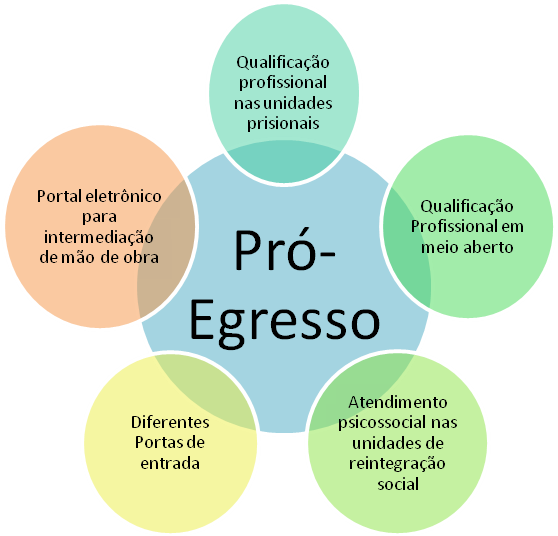 Qualificação
profissional
nas unidades
prisionais
Portal eletrônico
para
intermediação
de mão de obra
Qualificação
Profissional em
meio aberto
Pró-
Egresso
Diferentes
Portas de
entrada
Atendimento
psicossocial nas
unidades de
reintegração
social